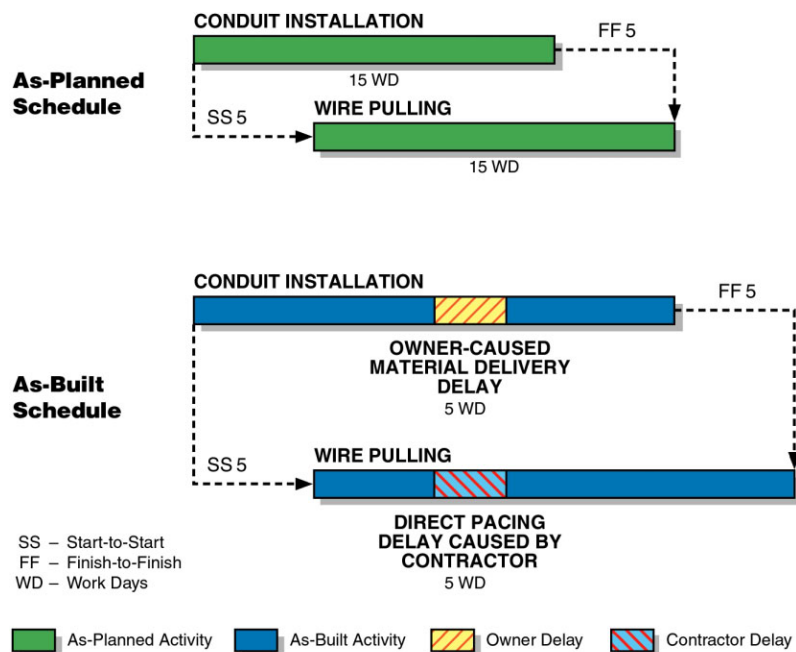 CONDUIT INSTALLATION
FF 5
As-Planned
Schedule
15 WD
WIRE PULLING
SS 5
15 WD
CONDUIT INSTALLATION
FF 5
OWNER-CAUSED
MATERIAL DELIVERY
DELAY
5 WD
As-Built
Schedule
WIRE PULLING
SS 5
DIRECT PACING
DELAY CAUSED BY
CONTRACTOR
5 WD
SS – Start-to-Start
FF – Finish-to-Finish
WD – Work Days
As-Planned Activity
As-Built Activity
Owner Delay
Contractor Delay